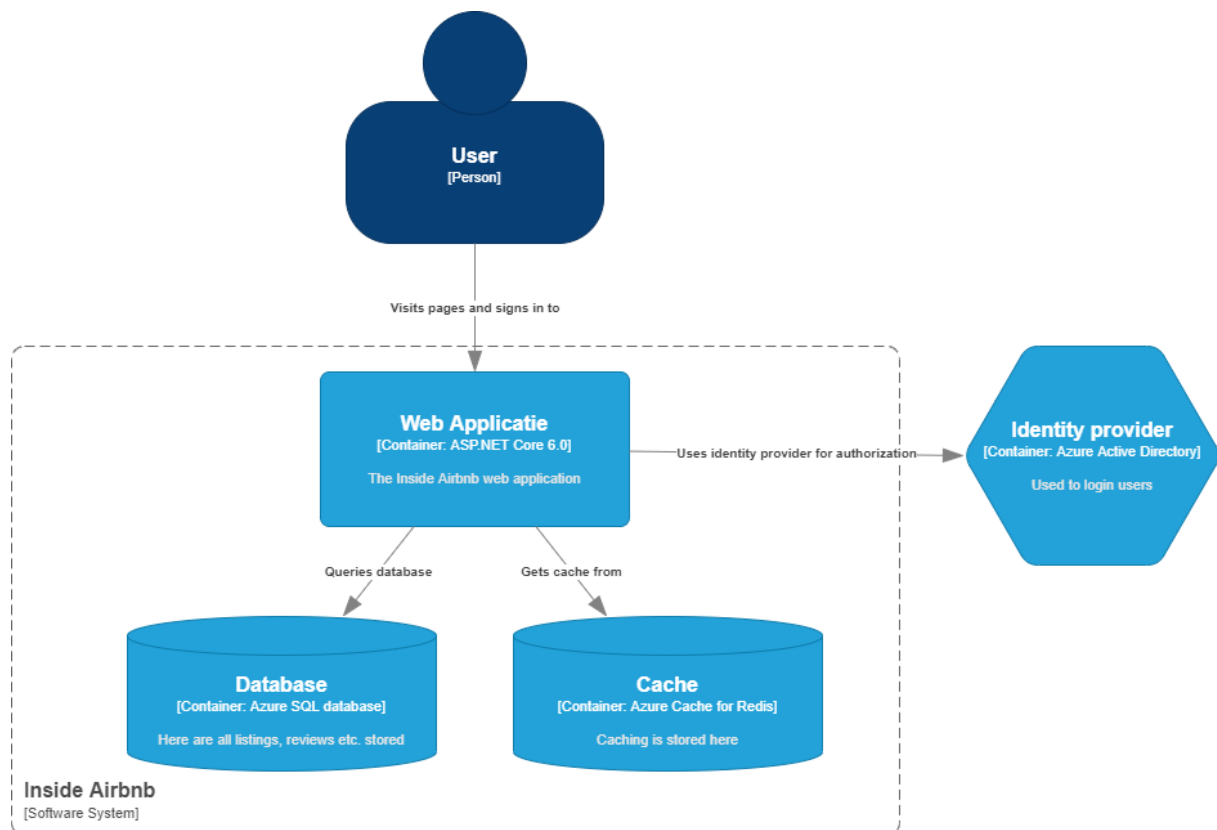 User
[Person]
Visits pages and signs in to
Web Applicatie
[Container: ASP.NET Core 6.0]
The Inside Airbnb web application
Uses identity provider for authorization
Identity provider
[Container: Azure Active Directory]
Used to login users
Queries database
Gets cache from
Database
[Container: Azure SQL database]
Here are all listings, reviews etc. stored
Cache
[Container: Azure Cache for Redis]
Caching is stored here
Inside Airbnb
[Software System]